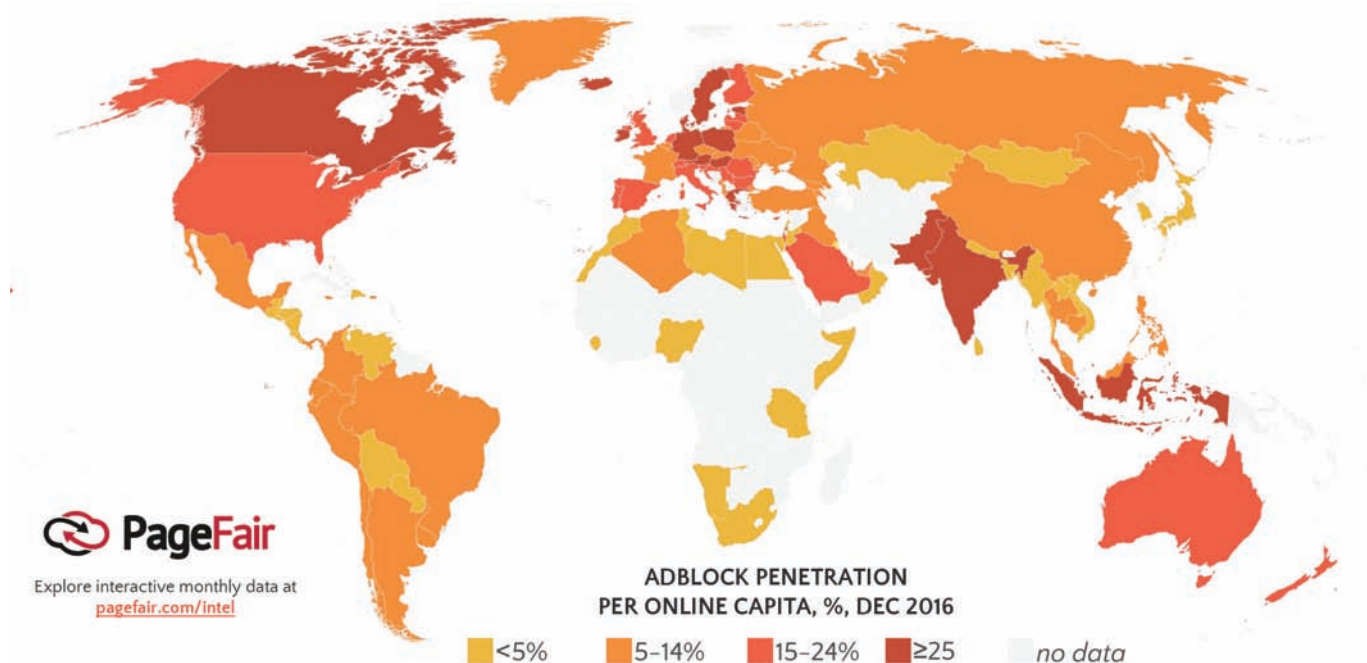 PageFair
Explore interactive monthly data at
pagefair.com/intel
ADBLOCK PENETRATION
PER ONLINE CAPITA, %, DEC 2016
<5%
5–14%
15–24%
≥25
no data